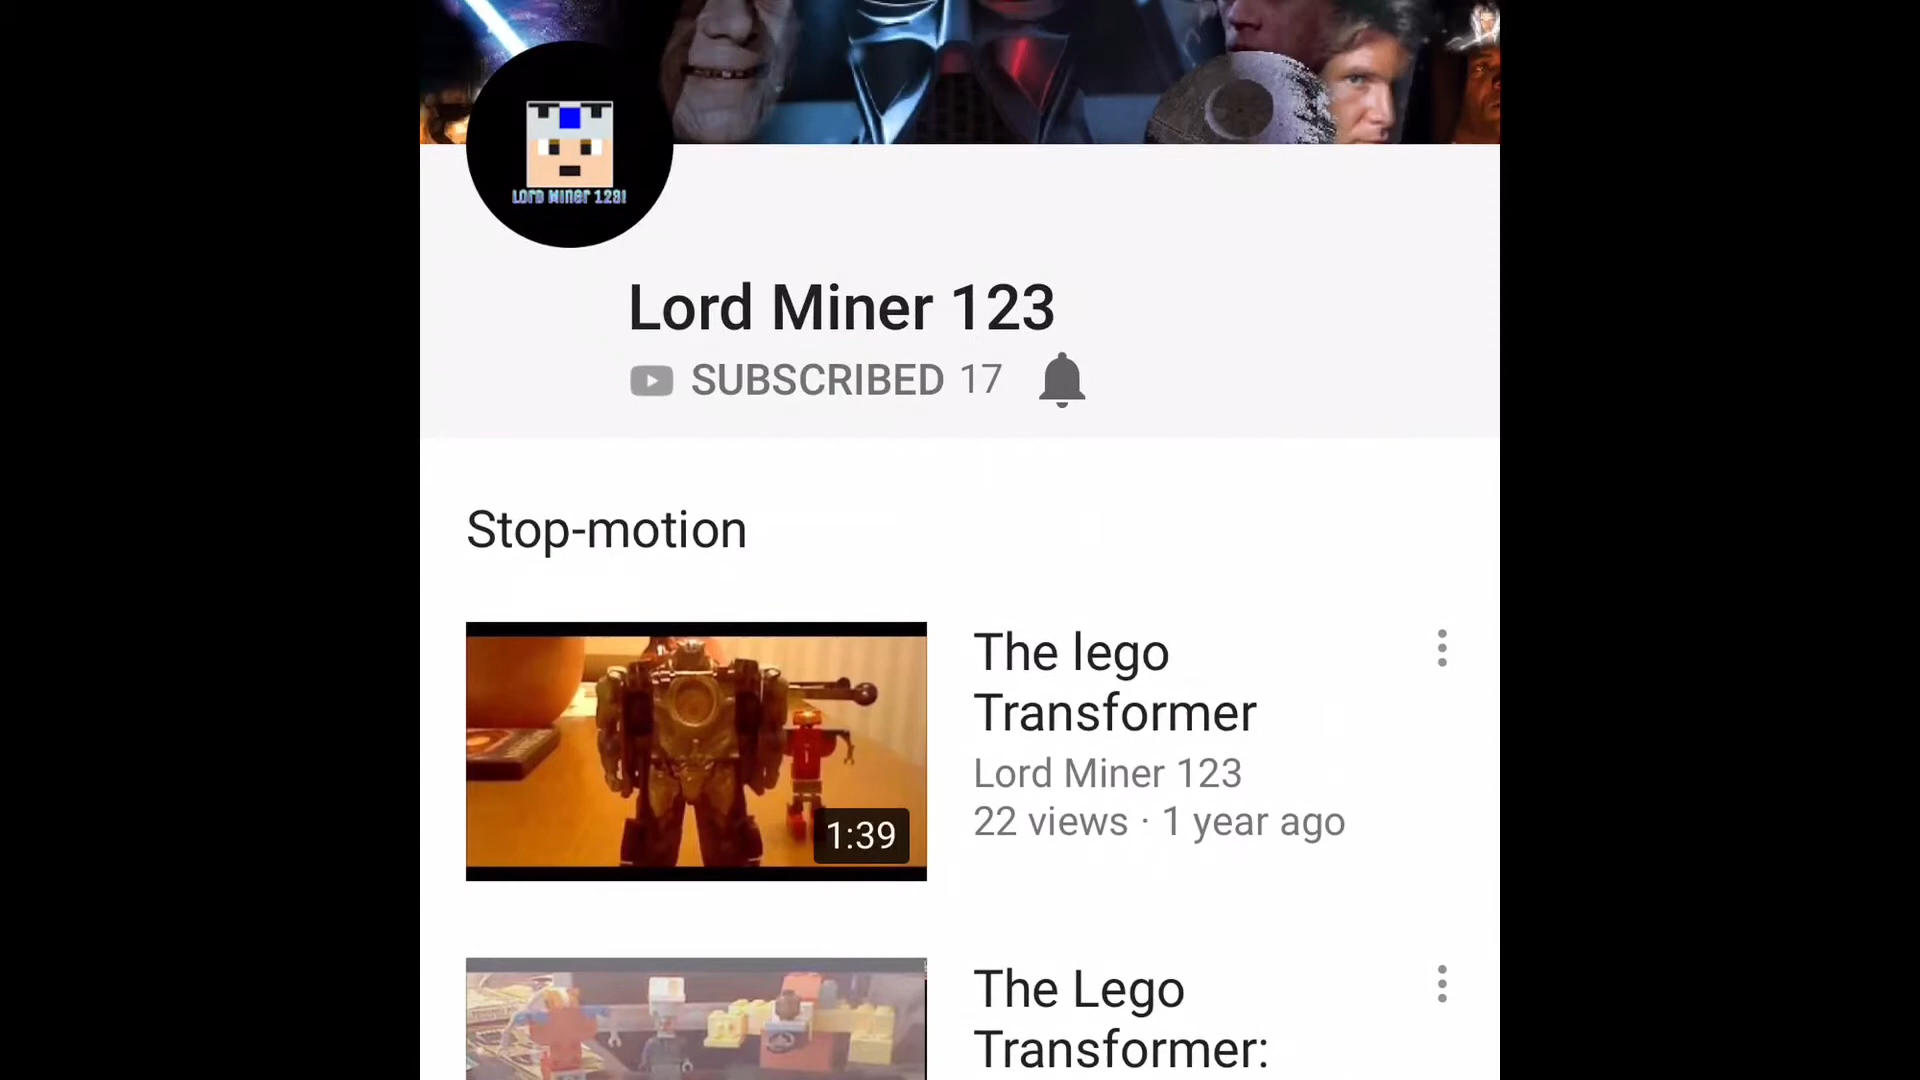 Lord Miner 123!
Lord Miner 123
SUBSCRIBED 17
Stop-motion
The lego
Transformer
Lord Miner 123
22 views · 1 year ago
1:39
The Lego
Transformer: